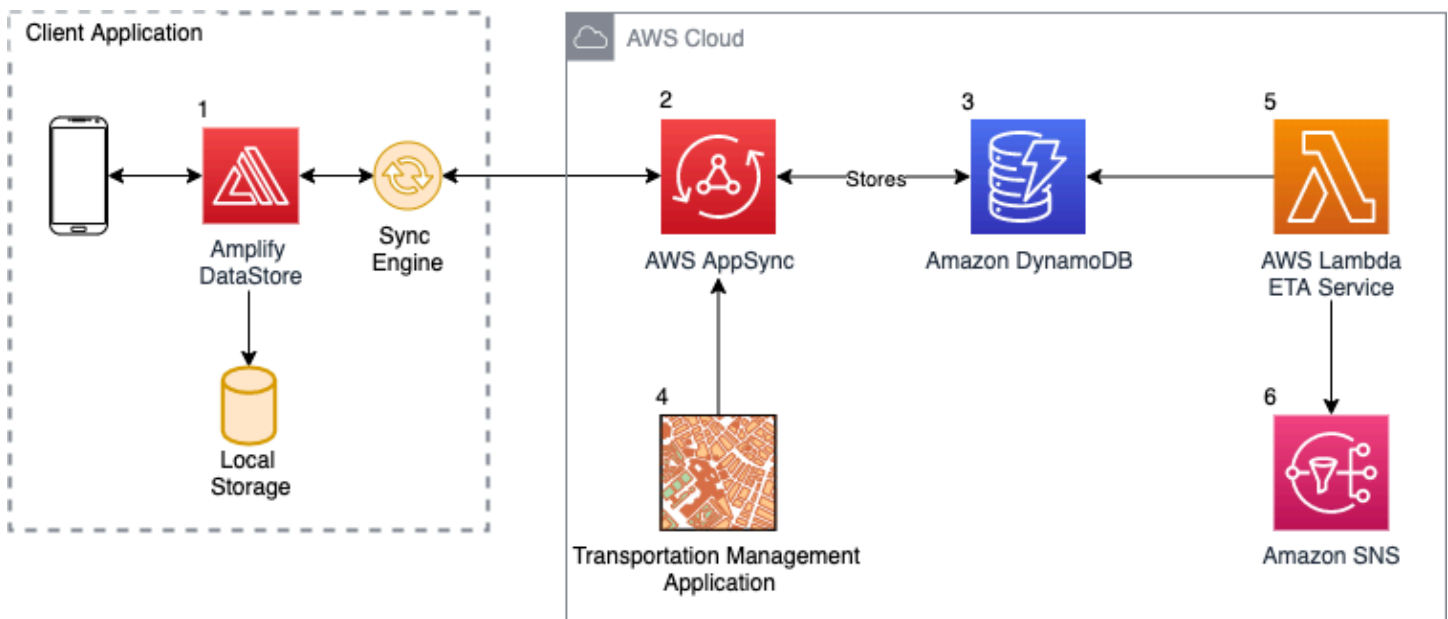 Client Application
AWS Cloud
1
2
3
5
Stores
Amplify
DataStore
Sync
Engine
AWS AppSync
Amazon DynamoDB
AWS Lambda
ETA Service
4
6
Local
Storage
Transportation Management
Application
Amazon SNS